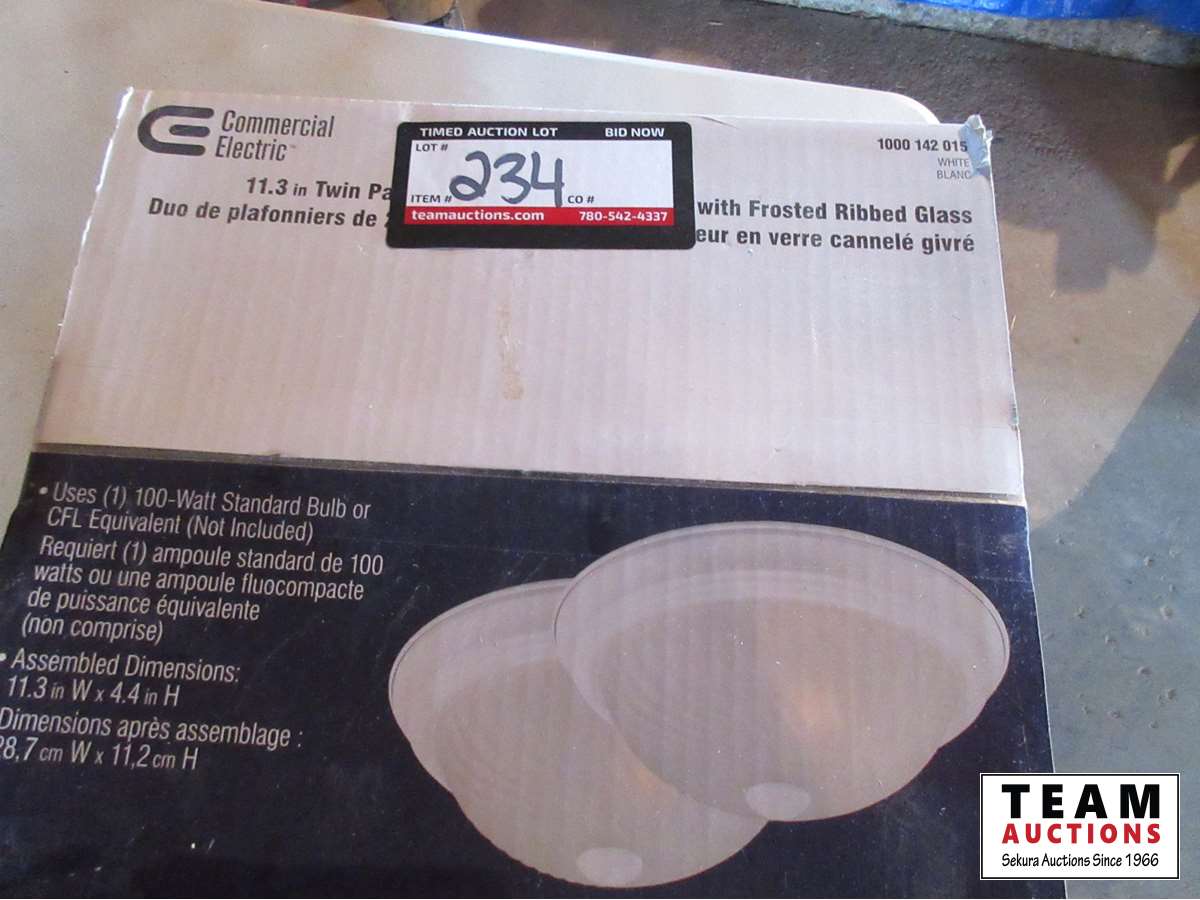 Commercial
Electric
1000 142 015
WHITE
BLANC
TIMED AUCTION LOT BID NOW
LOT #
234
ITEM # CO #
teamauctions.com 780-542-4337
11.3 in Twin Pa
with Frosted Ribbed Glass
Duo de plafonniers de
eur en verre cannelé givré
• Uses (1) 100-Watt Standard Bulb or
CFL Equivalent (Not Included)
Requiert (1) ampoule standard de 100
watts ou une ampoule fluocompacte
de puissance équivalente
(non comprise)
• Assembled Dimensions:
11.3 in W x 4.4 in H
Dimensions après assemblage :
28,7 cm W x 11,2 cm H
TEAM
AUCTIONS
Sekura Auctions Since 1966